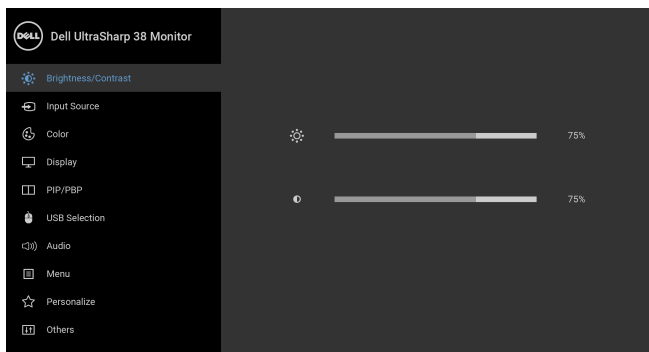 DELL Dell UltraSharp 38 Monitor
Brightness/Contrast
Input Source
Color
Display
PIP/PBP
USB Selection
Audio
Menu
Personalize
Others
75%
75%